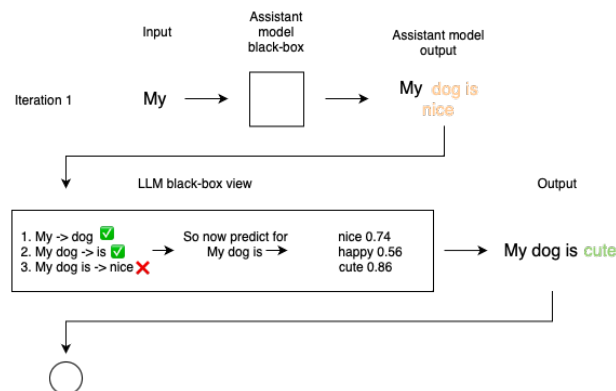 Input
Assistant
model
black-box
Assistant model
output
Iteration 1
My
My dog is
nice
LLM black-box view
Output
1. My -> dog ✅
2. My dog -> is ✅
3. My dog is -> nice ❌
So now predict for
My dog is
nice 0.74
happy 0.56
cute 0.86
My dog is cute